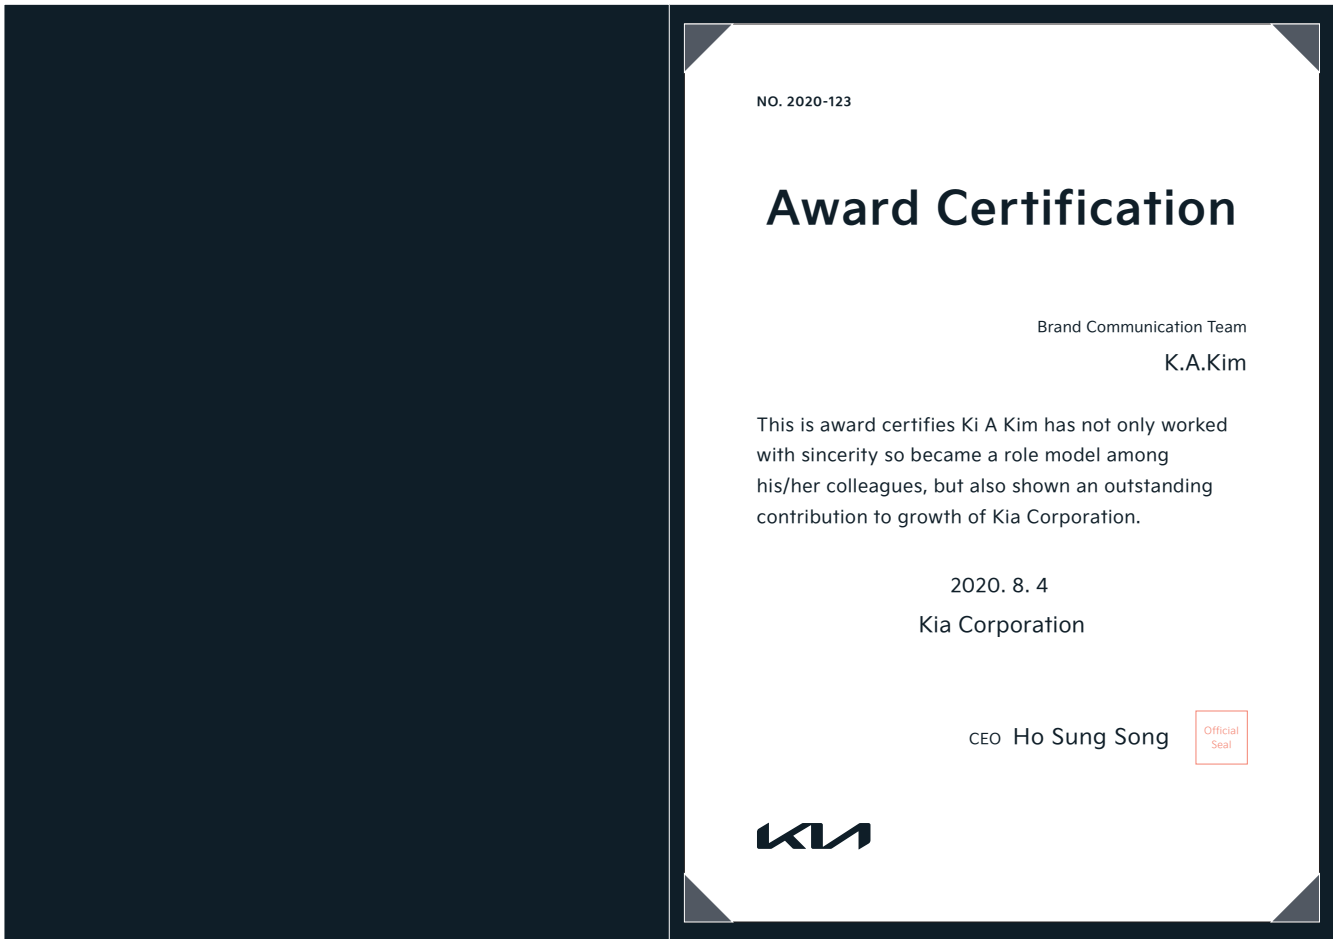 NO. 2020-123
Award Certification
Brand Communication Team
K.A.Kim
This is award certifies Ki A Kim has not only worked
with sincerity so became a role model among
his/her colleagues, but also shown an outstanding
contribution to growth of Kia Corporation.
2020. 8. 4
Kia Corporation
CEO Ho Sung Song
Official
Seal
KIA